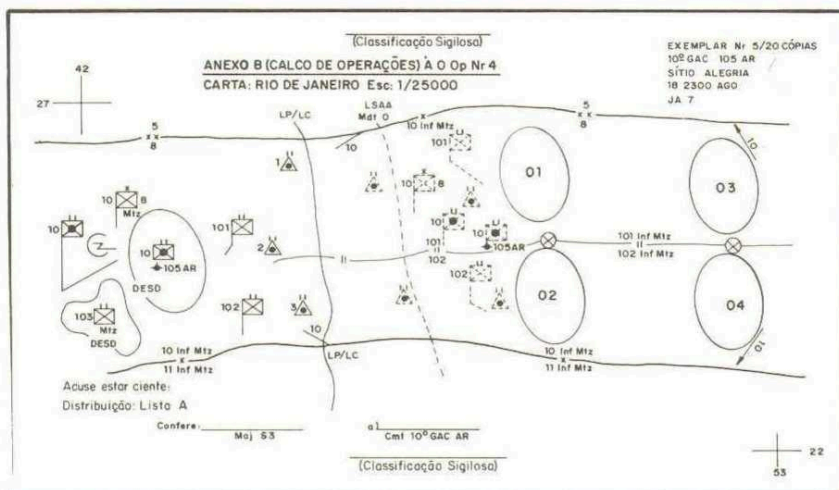 (Classificação Sigilosa)
ANEXO B (CALCO DE OPERAÇÕES) À O Op Nr 4
CARTA: RIO DE JANEIRO Esc: 1/25000
EXEMPLAR Nr 5/20 CÓPIAS
10º GAC 105 AR
SÍTIO ALEGRIA
18 2300 AGO
JA 7
42
27
LP/LC
LSAA
Mdt O
5
x x
8
10
x
10 Inf Mtz
5
x x
8
101
1
10
8
01
03
10
10
8
Mtz
10
101
10
10
101
102
10
105 AR
101 Inf Mtz
102 Inf Mtz
10
105 AR
DESD
2
102
02
04
103
Mtz
DESD
102
3
10
LP/LC
10
10 Inf Mtz
x
11 Inf Mtz
10 Inf Mtz
x
11 Inf Mtz
Acuse estar ciente:
Distribuição: Lista A
Confere:
Maj S3
a)
Cmt 10º GAC AR
(Classificação Sigilosa)
22
53